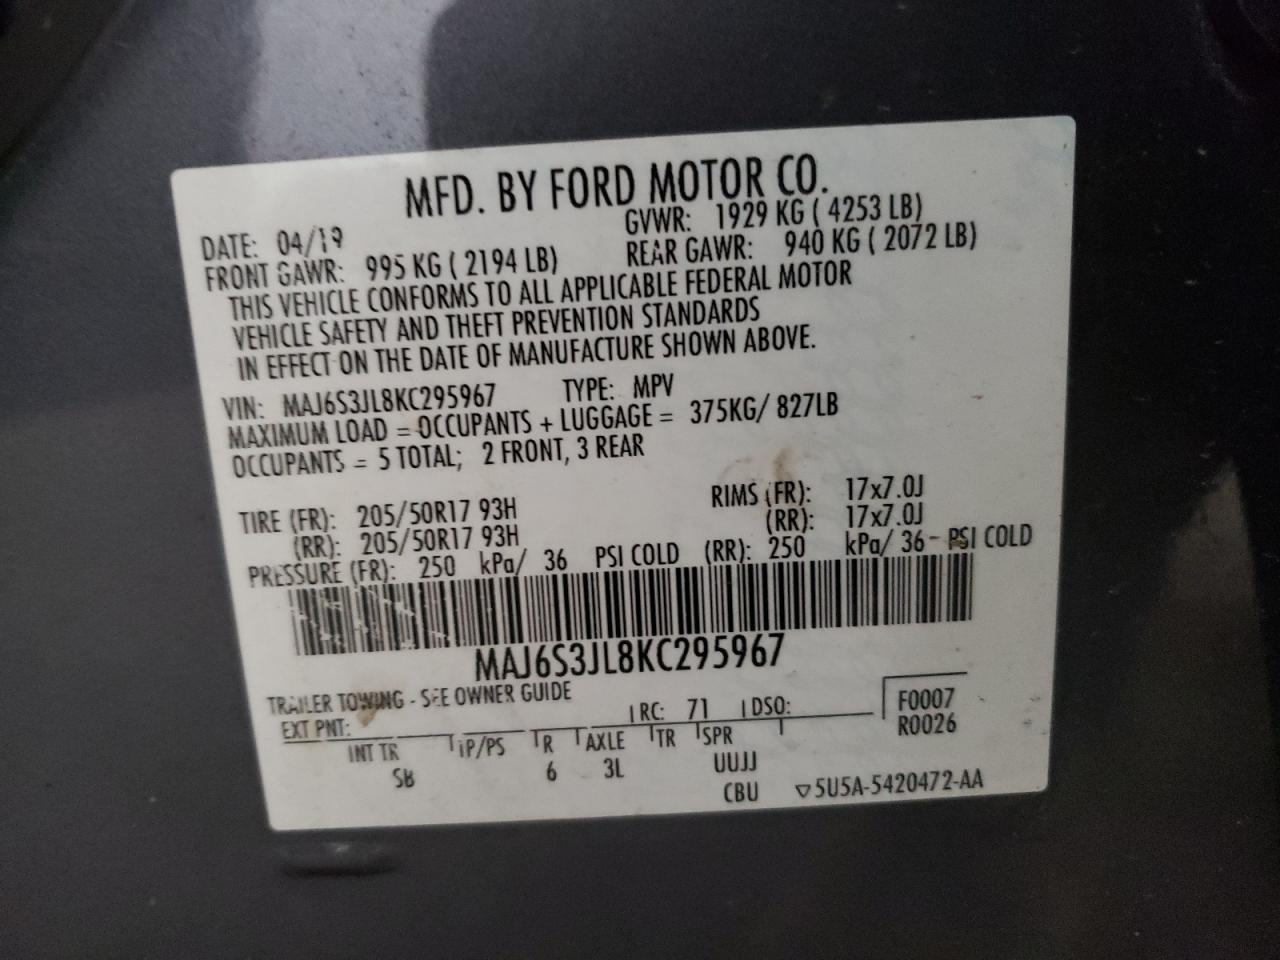 MFD. BY FORD MOTOR CO.
DATE: 04/19 GVWR: 1929 KG ( 4253 LB)
FRONT GAWR: 995 KG ( 2194 LB) REAR GAWR: 940 KG ( 2072 LB)
THIS VEHICLE CONFORMS TO ALL APPLICABLE FEDERAL MOTOR
VEHICLE SAFETY AND THEFT PREVENTION STANDARDS
IN EFFECT ON THE DATE OF MANUFACTURE SHOWN ABOVE.
VIN: MAJ6S3JL8KC295967 TYPE: MPV
MAXIMUM LOAD = OCCUPANTS + LUGGAGE = 375KG/ 827LB
OCCUPANTS = 5 TOTAL; 2 FRONT, 3 REAR
TIRE (FR): 205/50R17 93H RIMS (FR): 17x7.0J
(RR): 205/50R17 93H (RR): 17x7.0J
PRESSURE (FR): 250 kPa/ 36 PSI COLD (RR): 250 kPa/ 36 PSI COLD
MAJ6S3JL8KC295967
TRAILER TOWING - SEE OWNER GUIDE
EXT PNT: RC: 71 DSO: F0007
R0026
INT TR TP/PS R AXLE TR SPR
SB 6 3L UUJJ
CBU ▽5U5A-5420472-AA